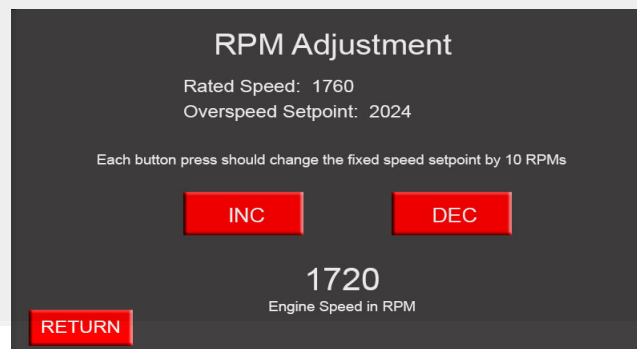 RPM Adjustment
Rated Speed: 1760
Overspeed Setpoint: 2024
Each button press should change the fixed speed setpoint by 10 RPMs
INC
DEC
1720
Engine Speed in RPM
RETURN